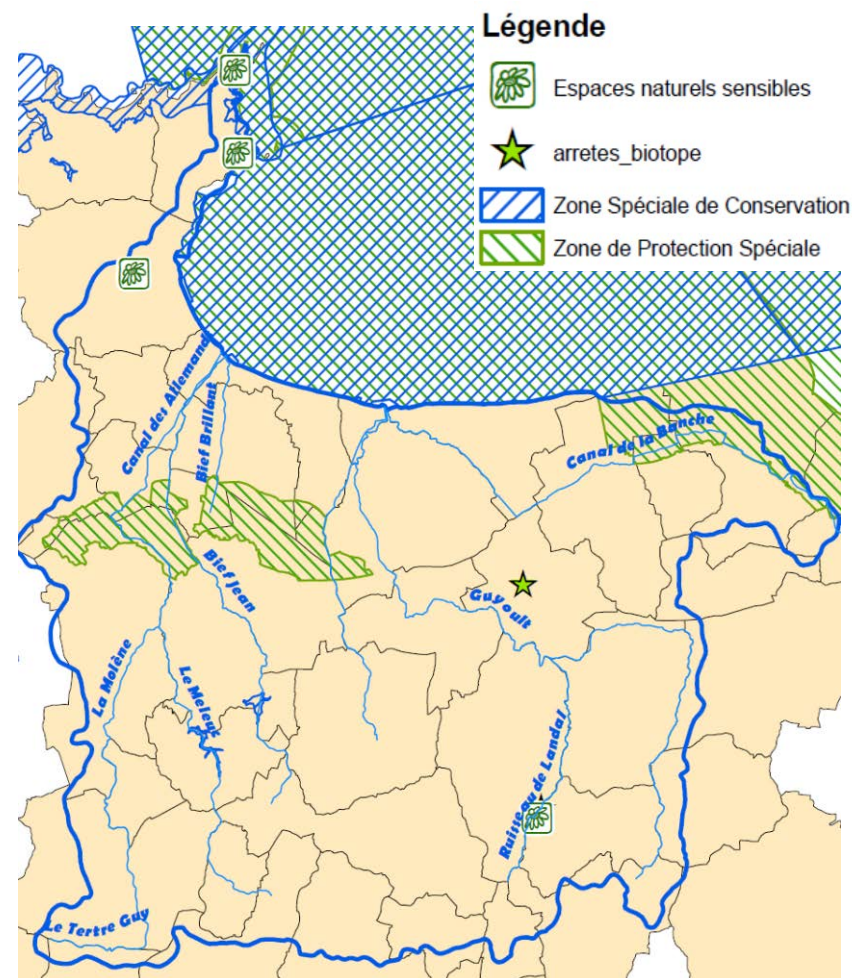 Légende
Espaces naturels sensibles
arretes_biotope
Zone Spéciale de Conservation
Zone de Protection Spéciale
Canal des Allemands
Bief Brillant
Canal de la Banche
Bief Jean
Guyoult
La Molène
Le Meleuc
Ruisseau de Landal
Le Tertre Guy